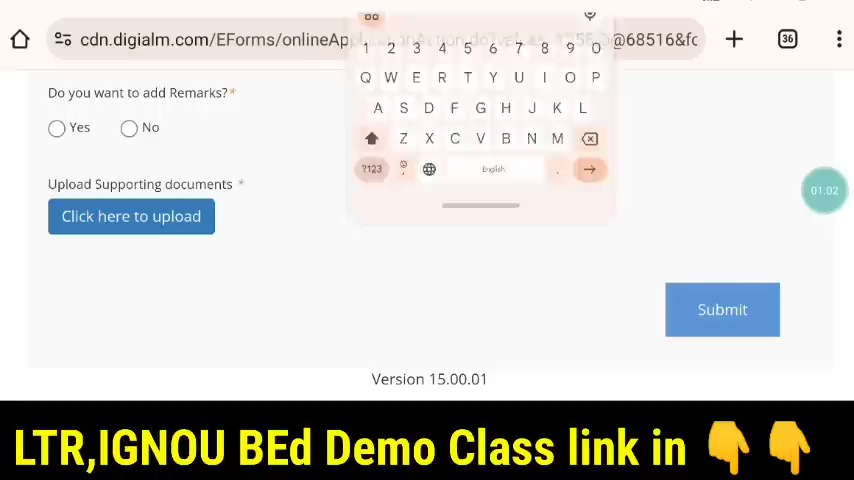 cdn.digialm.com/EForms/onlineAp
@68516&fc
36
1 2 3 4 5 6 7 8 9 0
Q W E R T Y U I O P
A S D F G H J K L
Z X C V B N M
?123 , English .
Do you want to add Remarks?*
Yes No
Upload Supporting documents *
Click here to upload
01:02
Submit
Version 15.00.01
LTR,IGNOU BEd Demo Class link in 👇 👇